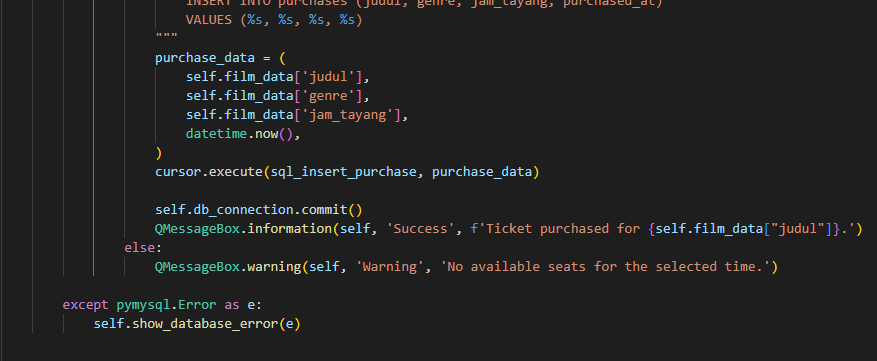 INSERT INTO purchases (judul, genre, jam_tayang, purchased_at)
VALUES (%s, %s, %s, %s)
"""
purchase_data = (
self.film_data['judul'],
self.film_data['genre'],
self.film_data['jam_tayang'],
datetime.now(),
)
cursor.execute(sql_insert_purchase, purchase_data)
self.db_connection.commit()
QMessageBox.information(self, 'Success', f'Ticket purchased for {self.film_data["judul"]}.')
else:
QMessageBox.warning(self, 'Warning', 'No available seats for the selected time.')
except pymysql.Error as e:
self.show_database_error(e)